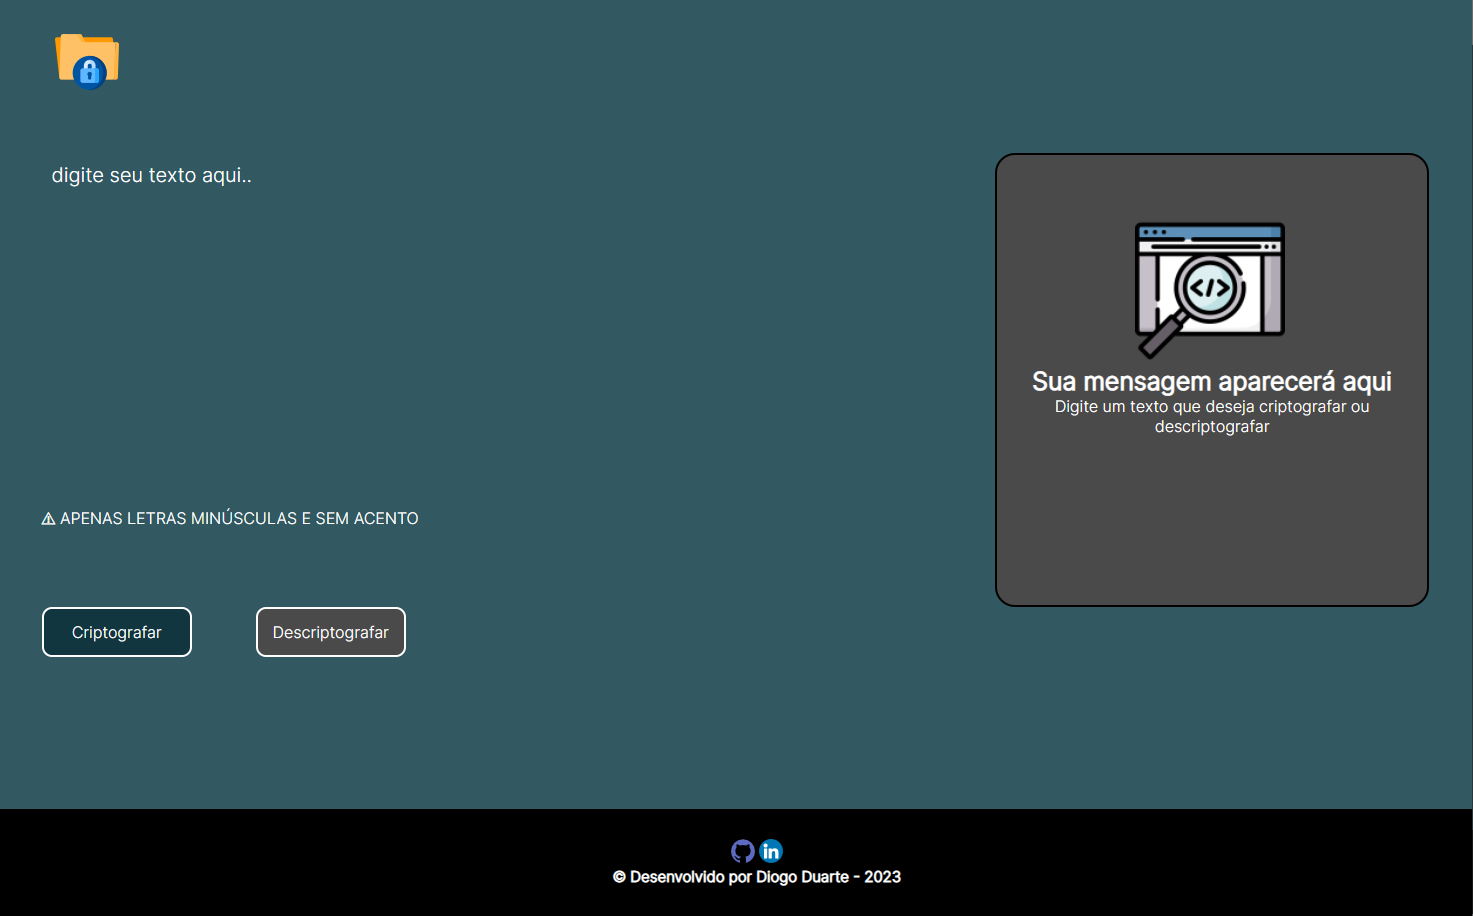 digite seu texto aqui..
</>
Sua mensagem aparecerá aqui
Digite um texto que deseja criptografar ou
descriptografar
⚠ APENAS LETRAS MINÚSCULAS E SEM ACENTO
Criptografar
Descriptografar
in
© Desenvolvido por Diogo Duarte - 2023